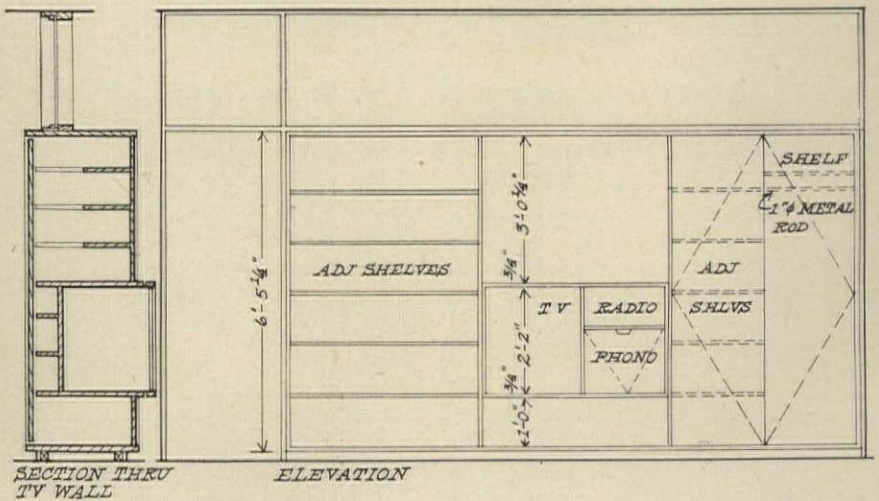 SHELF
1"⌀ METAL
ROD
3'-0¾"
6'-5¼"
ADJ SHELVES
¾"
ADJ
SHLVS
TV
RADIO
2'-2"
PHONO
¾"
1'-0"
SECTION THRU
TV WALL
ELEVATION